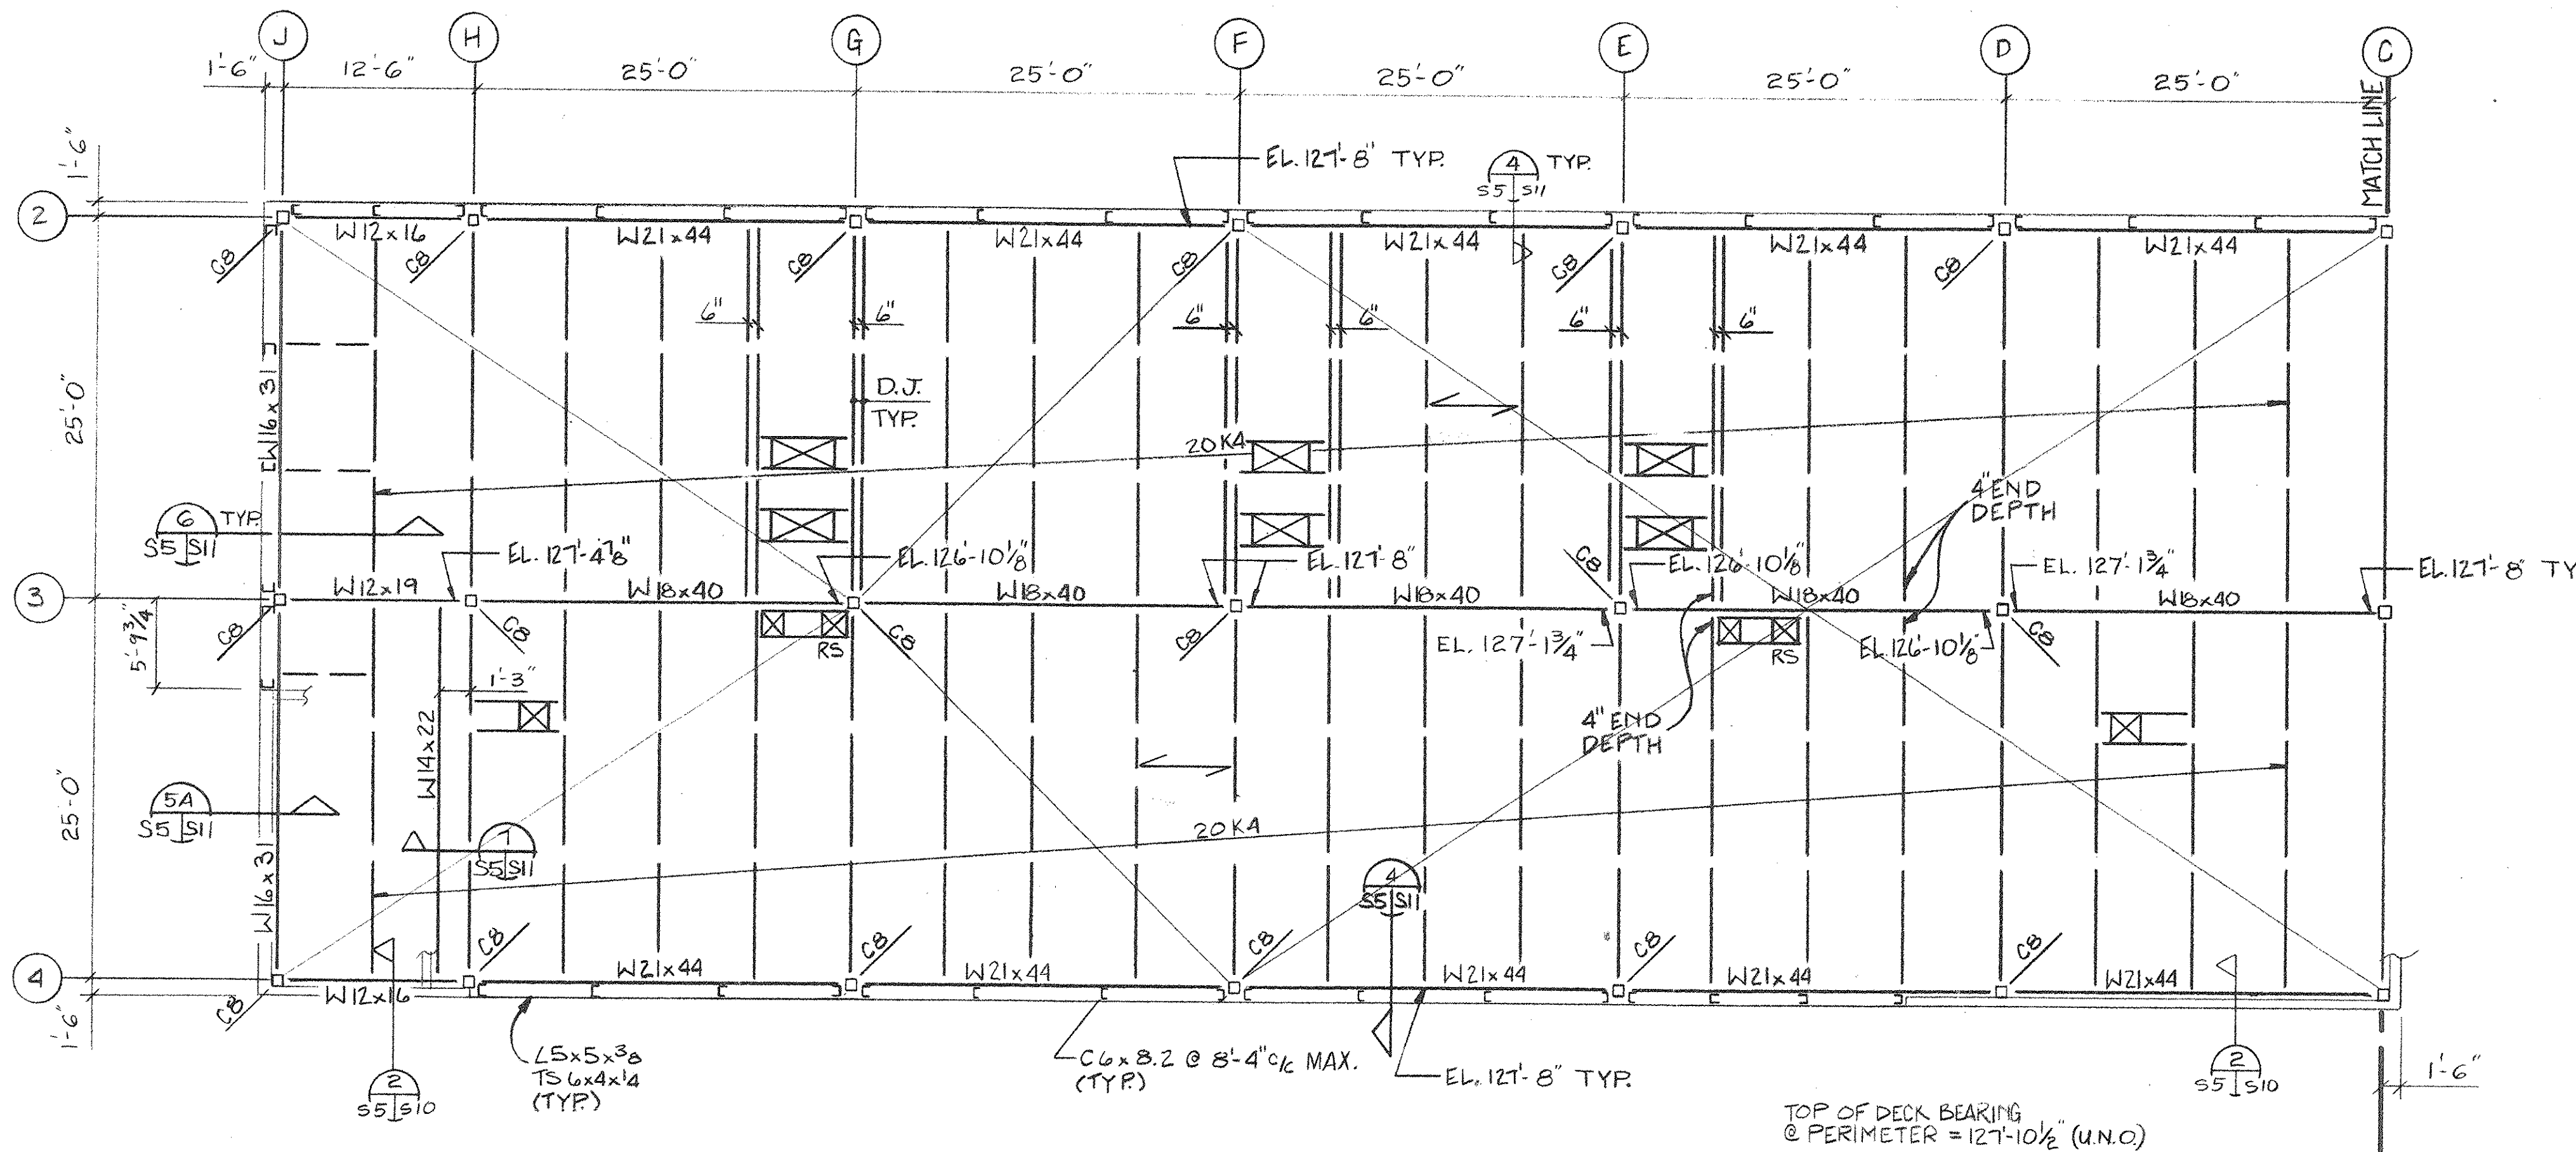 J H G F E D C
1'-6" 12'-6" 25'-0" 25'-0" 25'-0" 25'-0" 25'-0"
MATCH LINE
1'-6"
EL. 127'-8" TYP.
4 TYP.
S5 S11
2
W12x16 W21x44 W21x44 W21x44 W21x44 W21x44
C8 C8 C8 C8 C8 C8
6" 6" 6" 6" 6" 6"
25'-0"
W16x31
D.J.
TYP.
20K4
4" END
DEPTH
6 TYP.
S5 S11
EL. 127'-4 7/8" EL. 126'-10 1/8" EL. 127'-8" C8 EL. 126'-10 1/8" EL. 127'-1 3/4" EL. 127'-8" TY
3
W12x19 W18x40 W18x40 W18x40 W18x40 W18x40
C8 C8 C8 C8 C8
5'-9 3/4"
RS EL. 127'-1 3/4" RS EL. 126'-10 1/8"
1'-3"
W14x22
4" END
DEPTH
25'-0"
5A
S5 S11
7
S5 S11
20K4
4
S5 S11
W16x31
C8 C8 C8 C8 C8
4
W21x44 W21x44 W21x44 W21x44 W21x44
W12x16
C8
1'-6"
L5x5x3/8
TS 6x4x1/4
(TYP.)
C6x8.2 @ 8'-4" c/c MAX.
(TYP.)
EL. 127'-8" TYP.
2
S5 S10
2
S5 S10
1'-6"
TOP OF DECK BEARING
@ PERIMETER = 127'-10 1/2" (U.N.O.)